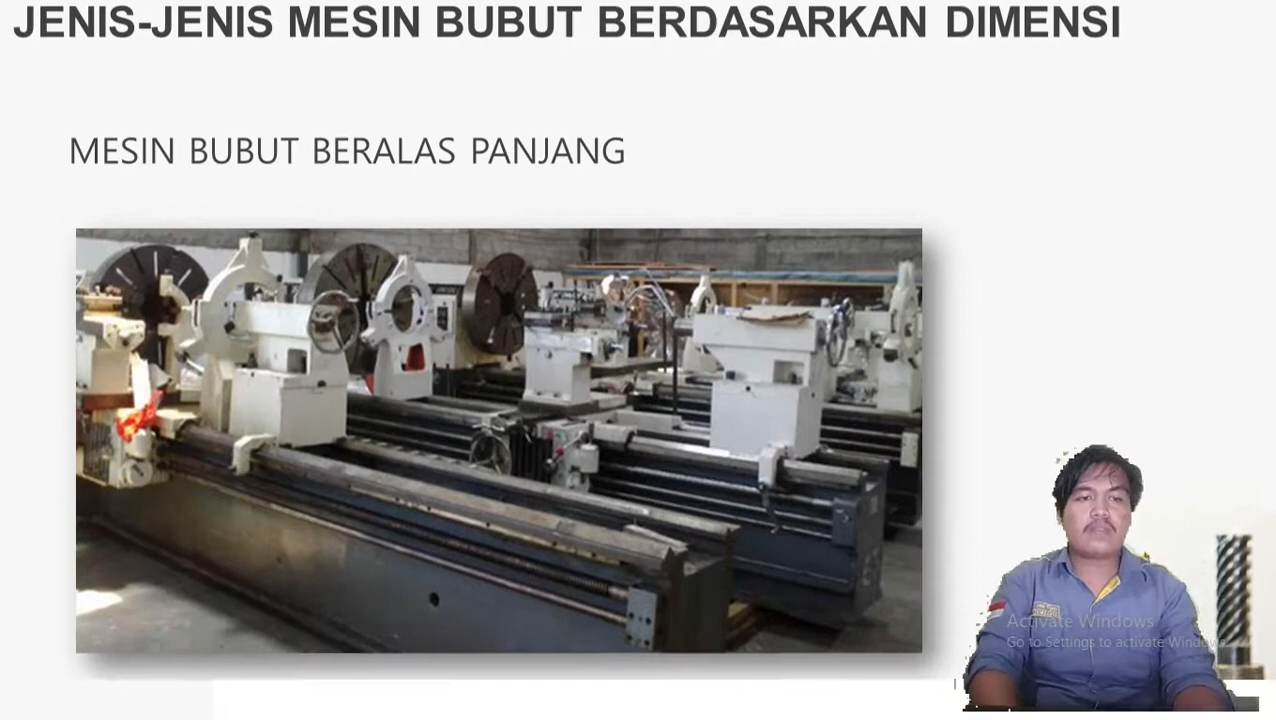 JENIS-JENIS MESIN BUBUT BERDASARKAN DIMENSI
MESIN BUBUT BERALAS PANJANG
Activate Windows
Go to Settings to activate Windows.